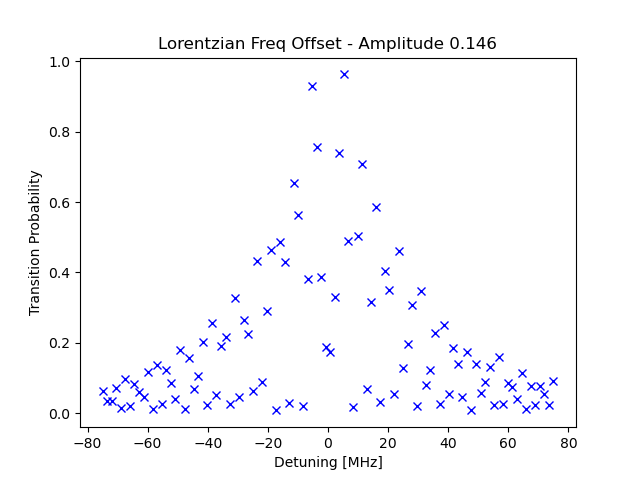 Lorentzian Freq Offset - Amplitude 0.146
1.0
0.8
0.6
0.4
0.2
0.0
Transition Probability
−80 −60 −40 −20 0 20 40 60 80
Detuning [MHz]